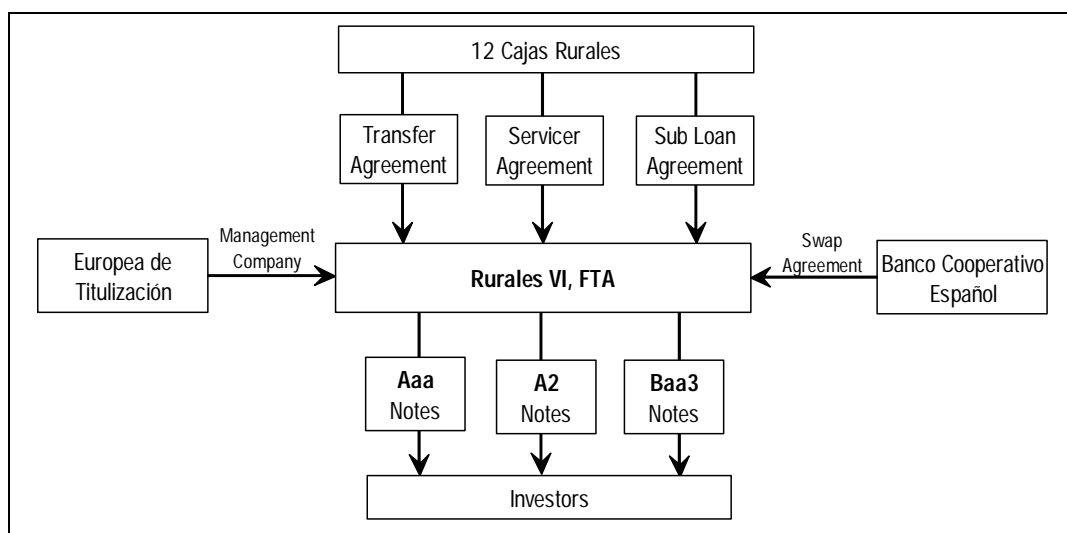 12 Cajas Rurales
Transfer
Agreement
Servicer
Agreement
Sub Loan
Agreement
Europea de
Titulización
Management
Company
Rurales VI, FTA
Swap
Agreement
Banco Cooperativo
Español
Aaa
Notes
A2
Notes
Baa3
Notes
Investors